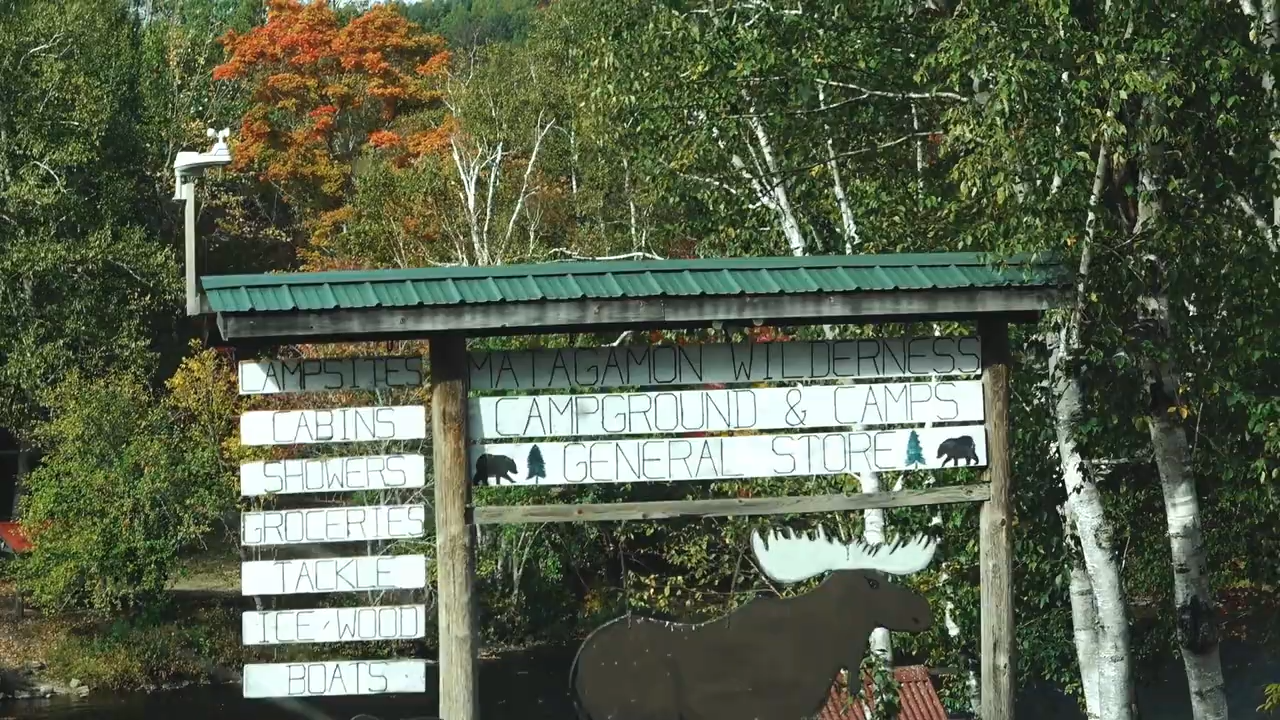 CAMPSITES
CABINS
SHOWERS
GROCERIES
TACKLE
ICE-WOOD
BOATS
MATAGAMON WILDERNESS
CAMPGROUND & CAMPS
GENERAL STORE